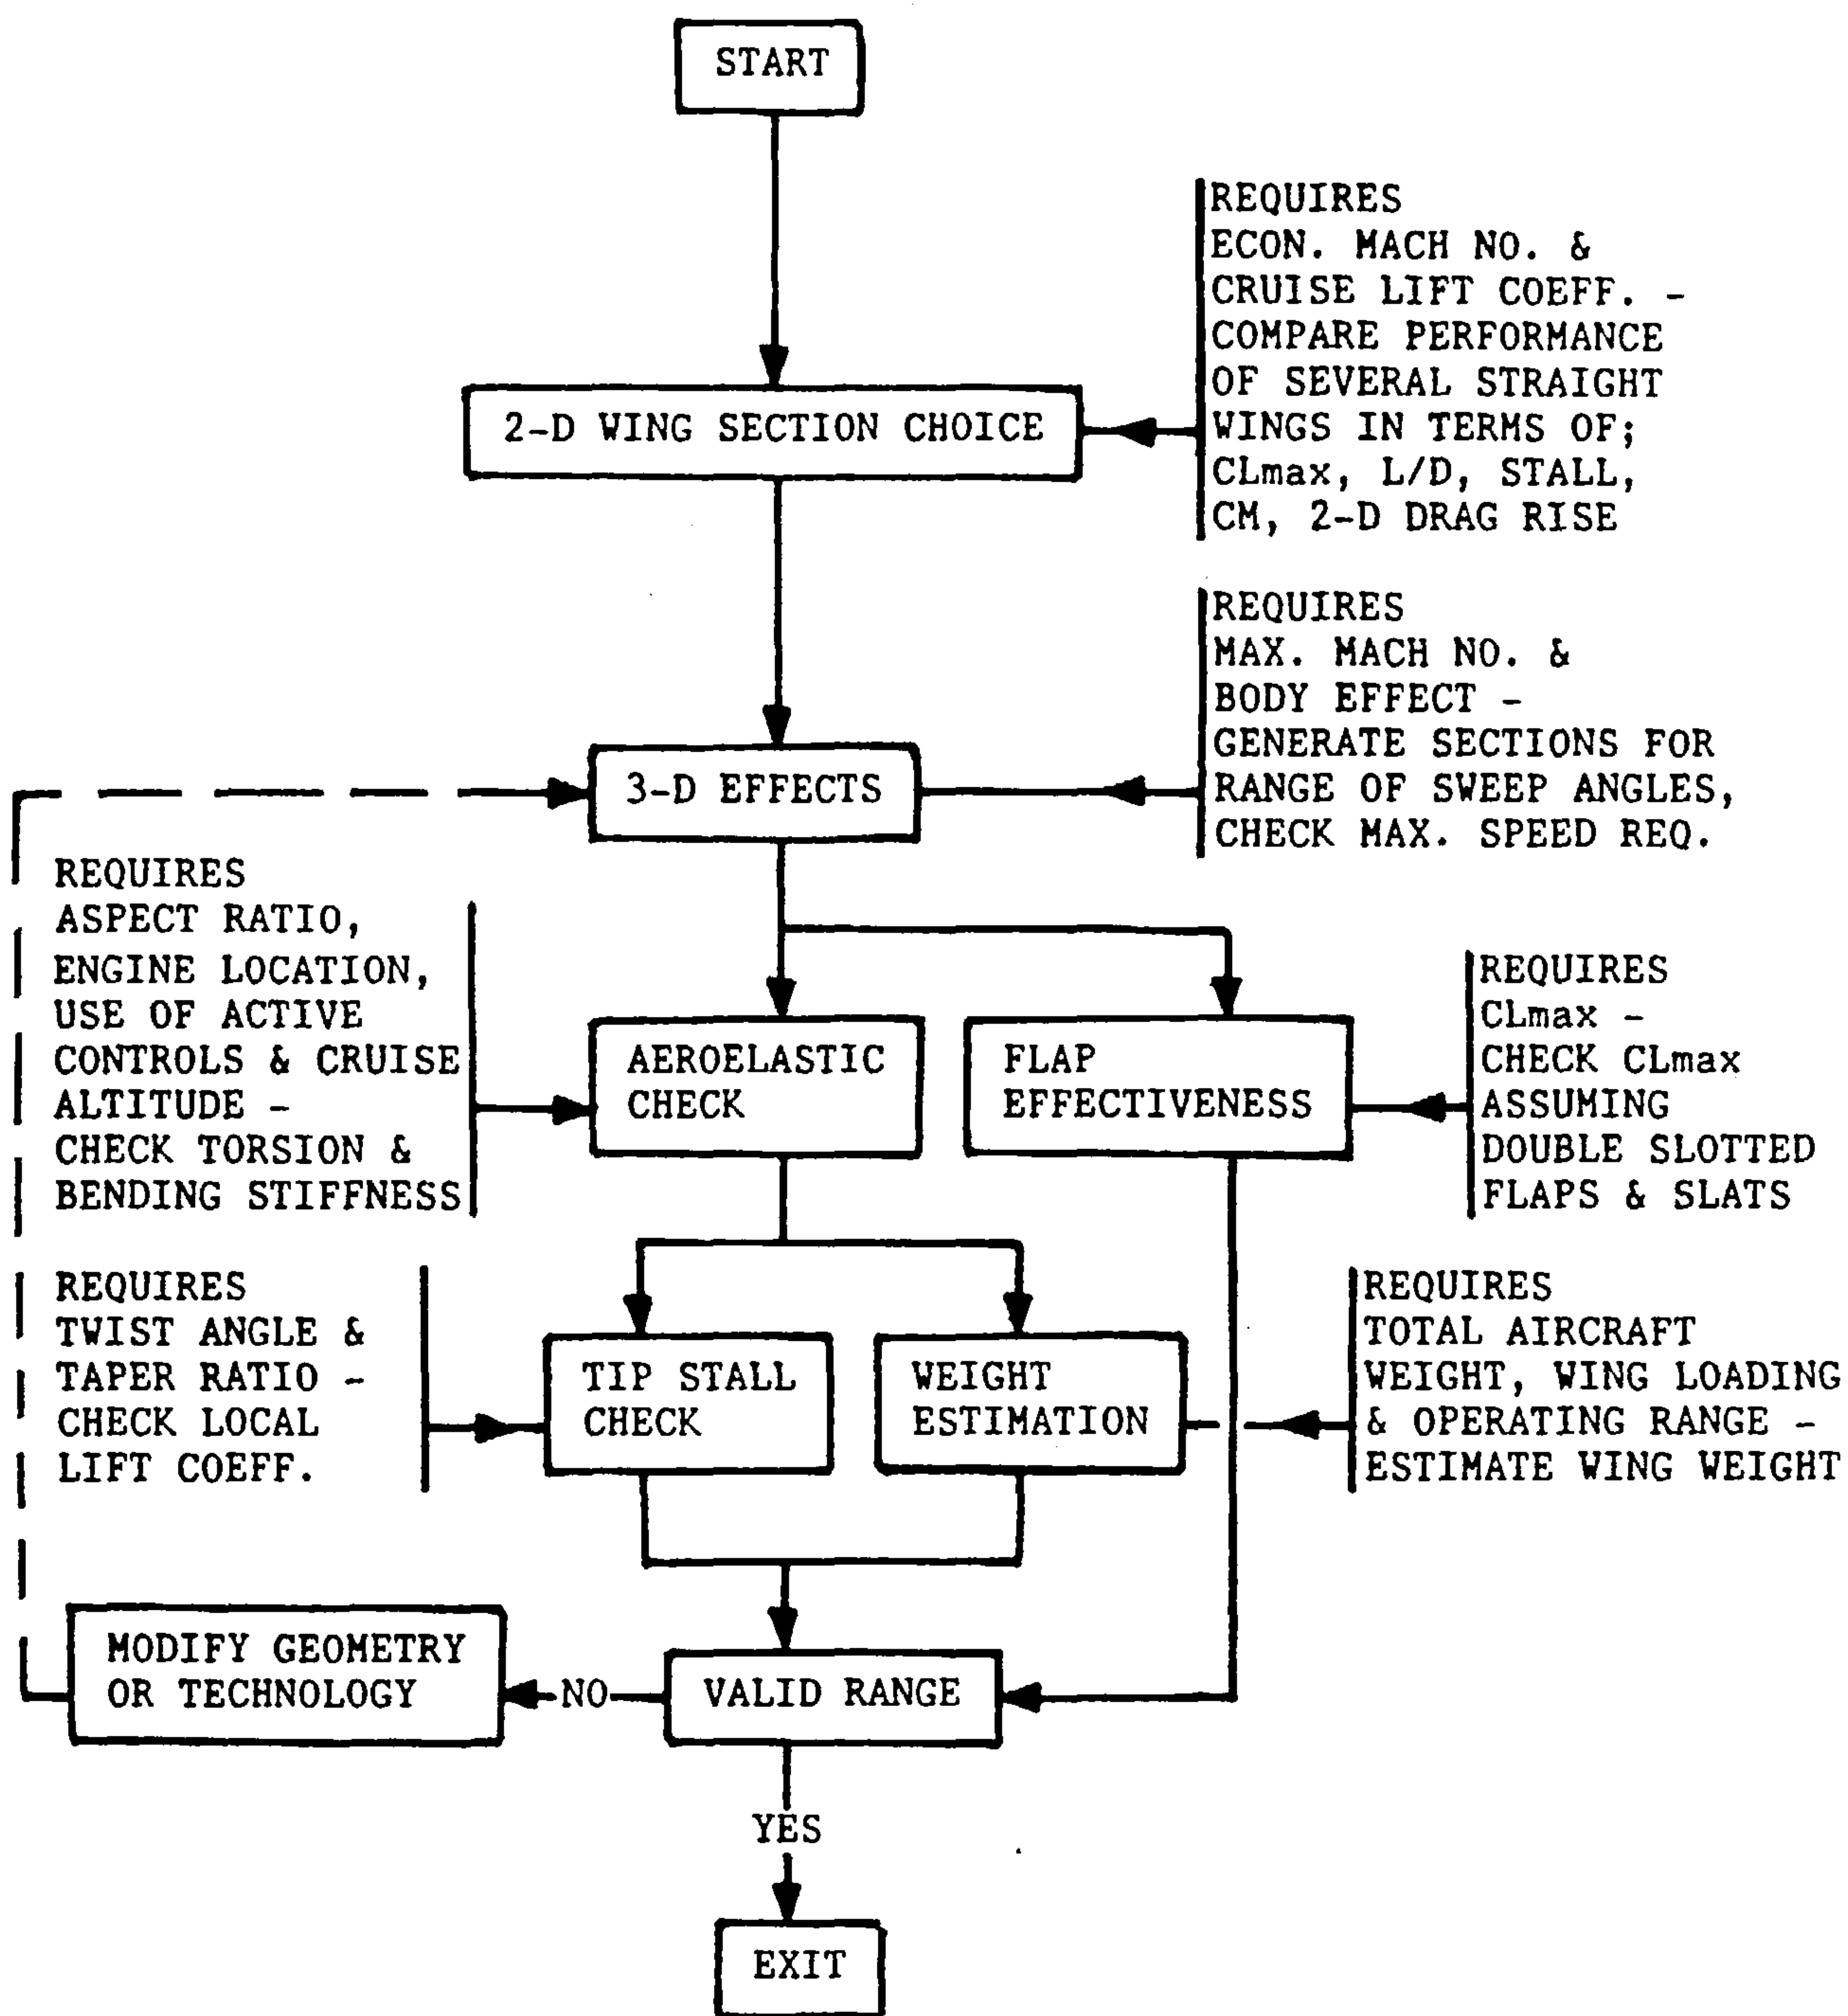 START
REQUIRES
ECON. MACH NO. &
CRUISE LIFT COEFF. -
COMPARE PERFORMANCE
OF SEVERAL STRAIGHT
WINGS IN TERMS OF;
CLmax, L/D, STALL,
CM, 2-D DRAG RISE
2-D WING SECTION CHOICE
REQUIRES
MAX. MACH NO. &
BODY EFFECT -
GENERATE SECTIONS FOR
RANGE OF SWEEP ANGLES,
CHECK MAX. SPEED REQ.
3-D EFFECTS
REQUIRES
ASPECT RATIO,
ENGINE LOCATION,
USE OF ACTIVE
CONTROLS & CRUISE
ALTITUDE -
CHECK TORSION &
BENDING STIFFNESS
AEROELASTIC
CHECK
FLAP
EFFECTIVENESS
REQUIRES
CLmax -
CHECK CLmax
ASSUMING
DOUBLE SLOTTED
FLAPS & SLATS
REQUIRES
TWIST ANGLE &
TAPER RATIO -
CHECK LOCAL
LIFT COEFF.
TIP STALL
CHECK
WEIGHT
ESTIMATION
REQUIRES
TOTAL AIRCRAFT
WEIGHT, WING LOADING
& OPERATING RANGE -
ESTIMATE WING WEIGHT
MODIFY GEOMETRY
OR TECHNOLOGY
NO
VALID RANGE
YES
EXIT